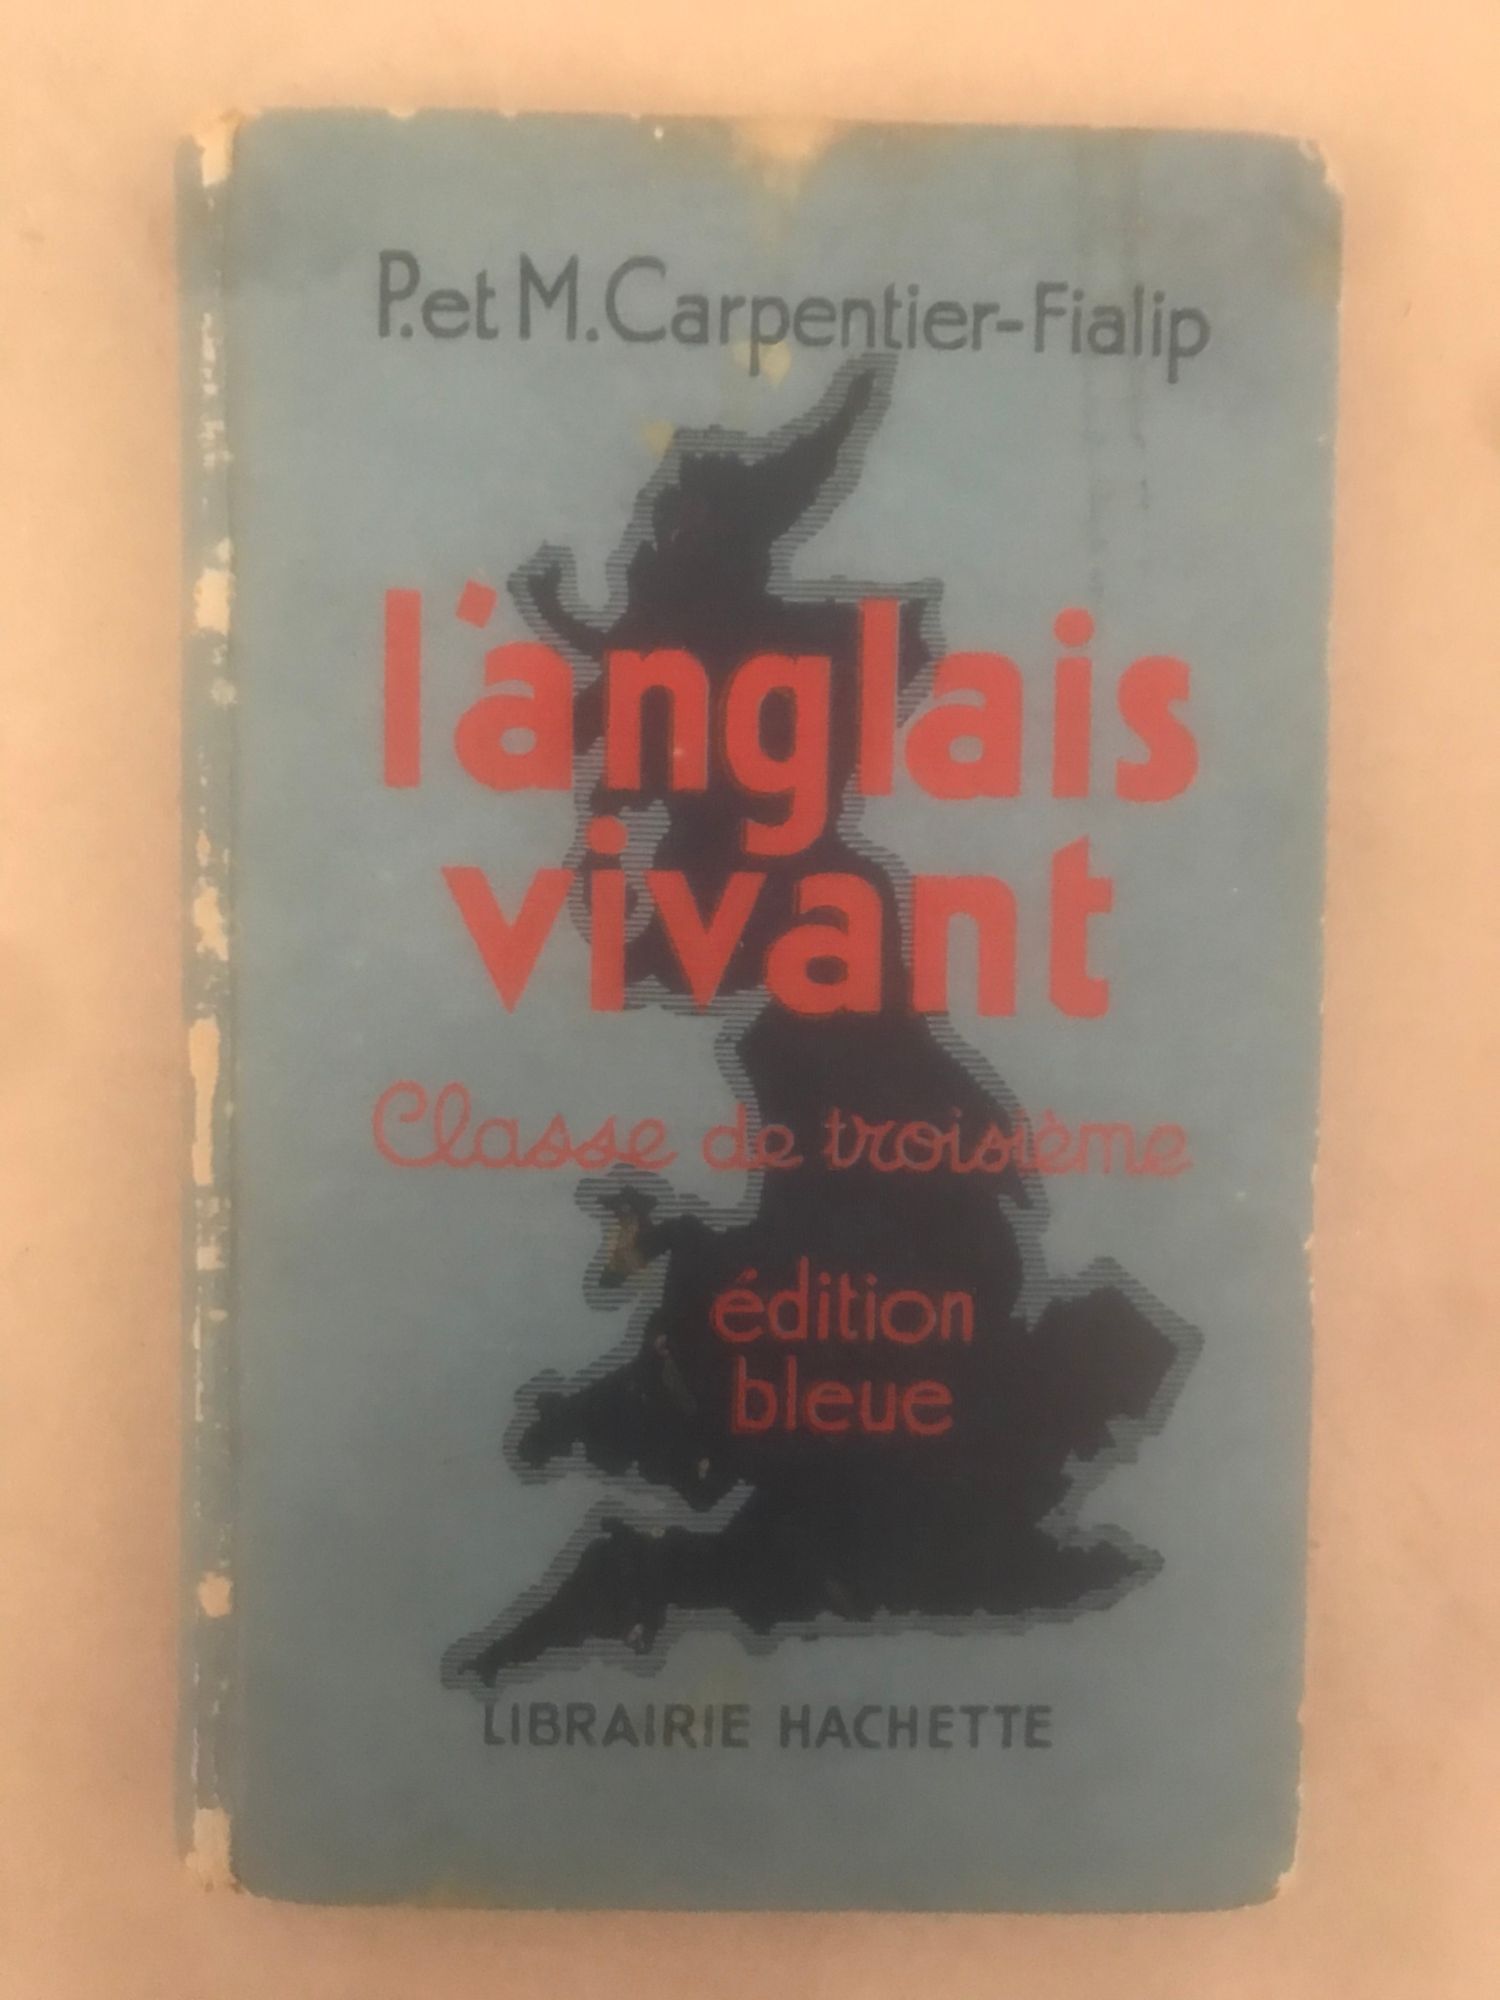 P. et M. Carpentier-Fialip
l'anglais
vivant
Classe de troisième
édition
bleue
LIBRAIRIE HACHETTE